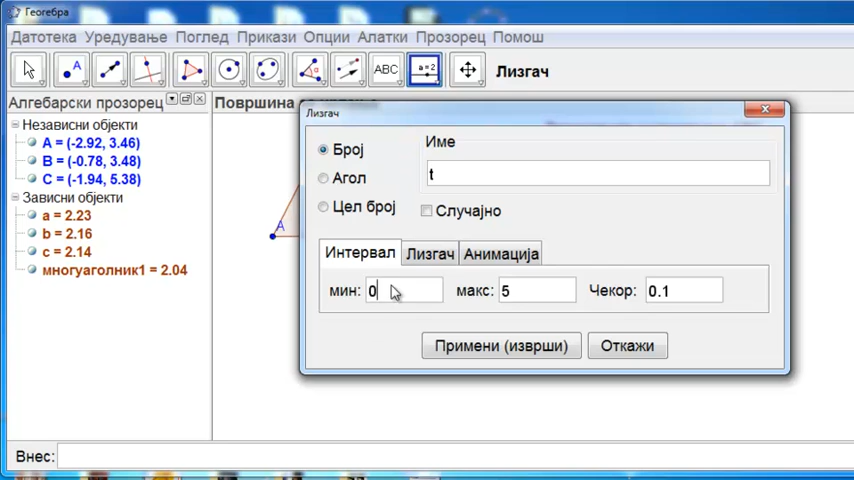 Геогебра
Датотека Уредување Поглед Прикази Опции Алатки Прозорец Помош
A ABC a = 2 Лизгач
Алгебарски прозорец
Површина
Независни објекти
A = (-2.92, 3.46)
B = (-0.78, 3.48)
C = (-1.94, 5.38)
Зависни објекти
a = 2.23
b = 2.16
c = 2.14
многуаголник1 = 2.04
A
Лизгач
Број
Агол
Цел број
Име
t
Случајно
Интервал Лизгач Анимација
мин: 0 макс: 5 Чекор: 0.1
Примени (изврши) Откажи
Внес: